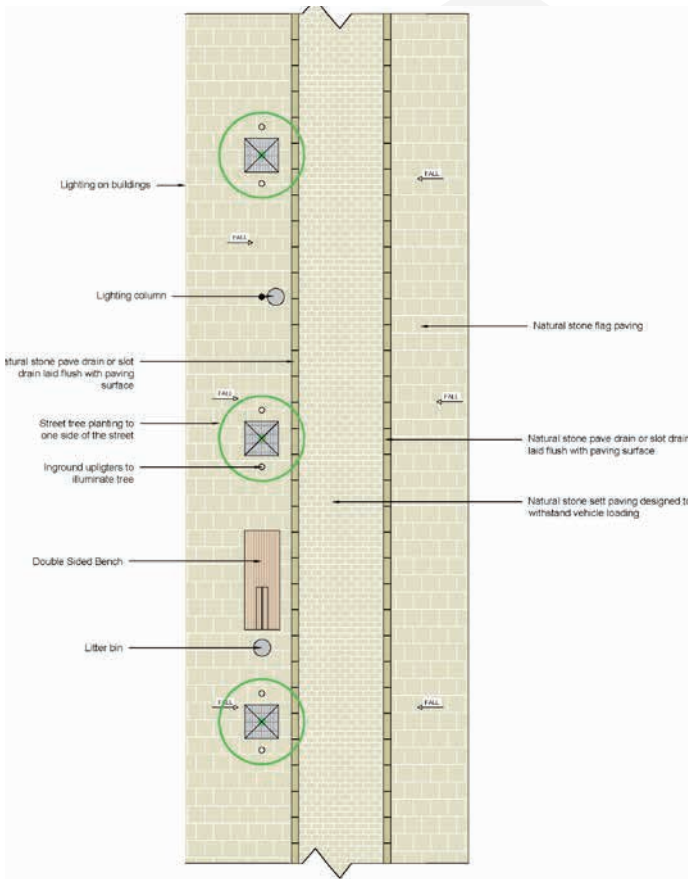 Lighting on buildings
FALL
FALL
Lighting column
Natural stone flag paving
atural stone pave drain or slot
drain laid flush with paving
surface
FALL
FALL
Street tree planting to
one side of the street
Natural stone pave drain or slot drain
laid flush with paving surface
Inground upligters to
illuminate tree
Natural stone sett paving designed to
withstand vehicle loading
Double Sided Bench
Litter bin
FALL
FALL